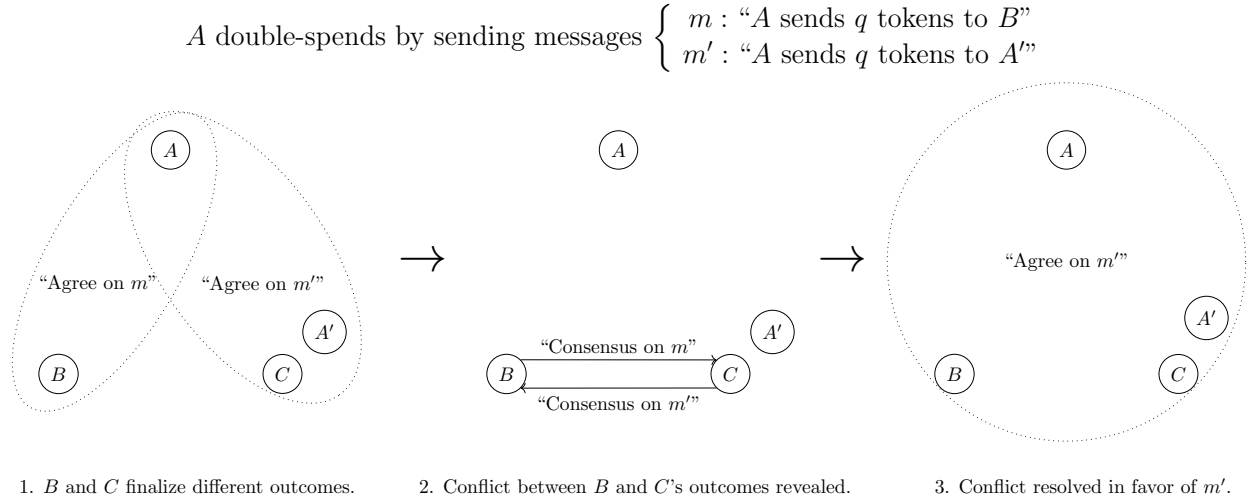 A double-spends by sending messages { m : “A sends q tokens to B”
m′ : “A sends q tokens to A′”
A
“Agree on m”
“Agree on m′”
A′
B
C
→
A
A′
“Consensus on m”
B
C
“Consensus on m′”
→
A
“Agree on m′”
A′
B
C
1. B and C finalize different outcomes.
2. Conflict between B and C’s outcomes revealed.
3. Conflict resolved in favor of m′.